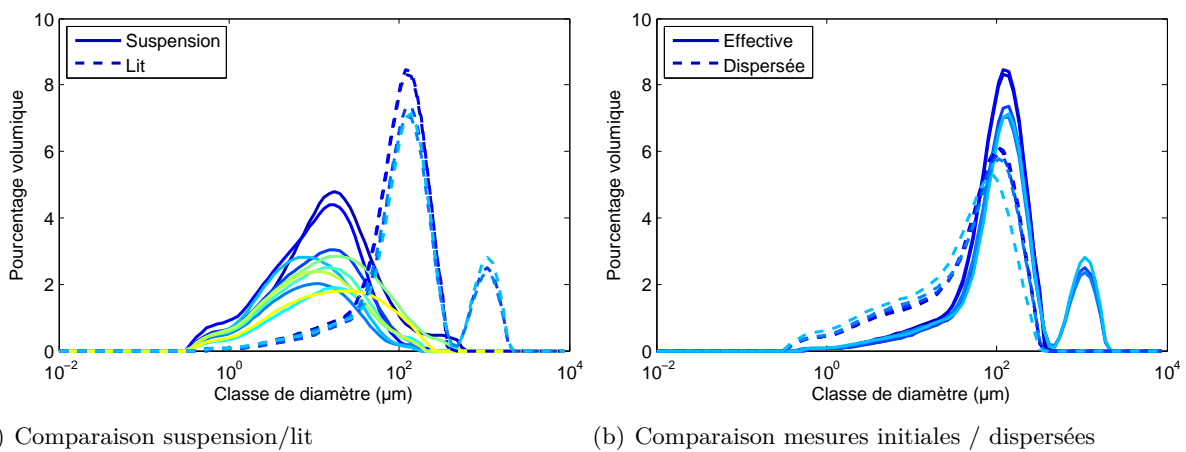 10
8
6
4
2
0
Pourcentage volumique
Suspension
Lit
10^-2 10^0 10^2 10^4
Classe de diamètre (µm)
) Comparaison suspension/lit
10
8
6
4
2
0
Pourcentage volumique
Effective
Dispersée
10^-2 10^0 10^2 10^4
Classe de diamètre (µm)
(b) Comparaison mesures initiales / dispersées